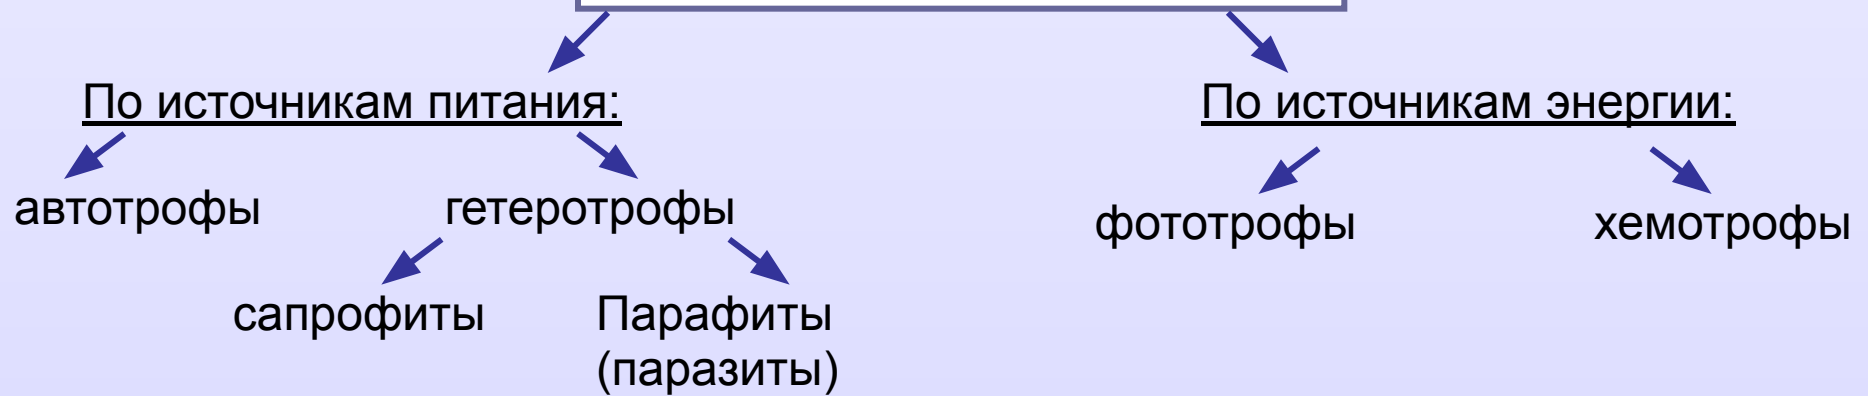 По источникам питания:
По источникам энергии:
автотрофы
гетеротрофы
фототрофы
хемотрофы
сапрофиты
Парафиты
(паразиты)